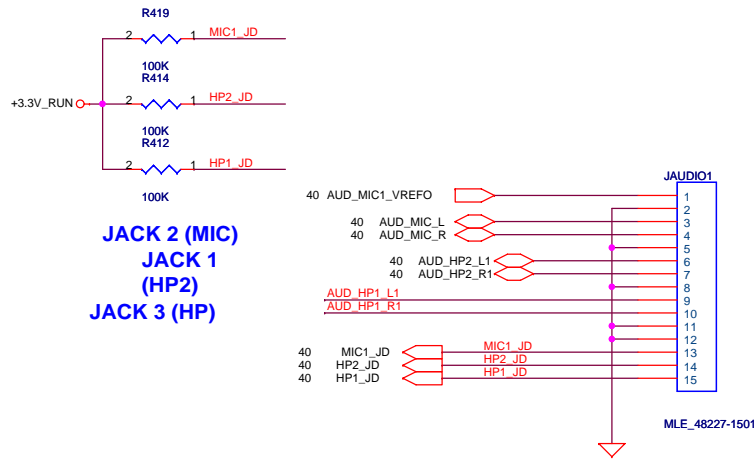 R419
2 1 MIC1_JD
100K
R414
+3.3V_RUN 2 1 HP2_JD
100K
R412
2 1 HP1_JD
100K
JACK 2 (MIC)
JACK 1
(HP2)
JACK 3 (HP)
JAUDIO1
40 AUD_MIC1_VREFO 1
2
40 AUD_MIC_L 3
40 AUD_MIC_R 4
5
40 AUD_HP2_L1 6
40 AUD_HP2_R1 7
8
AUD_HP1_L1 9
AUD_HP1_R1 10
11
12
40 MIC1_JD MIC1_JD 13
40 HP2_JD HP2_JD 14
40 HP1_JD HP1_JD 15
MLE_48227-1501